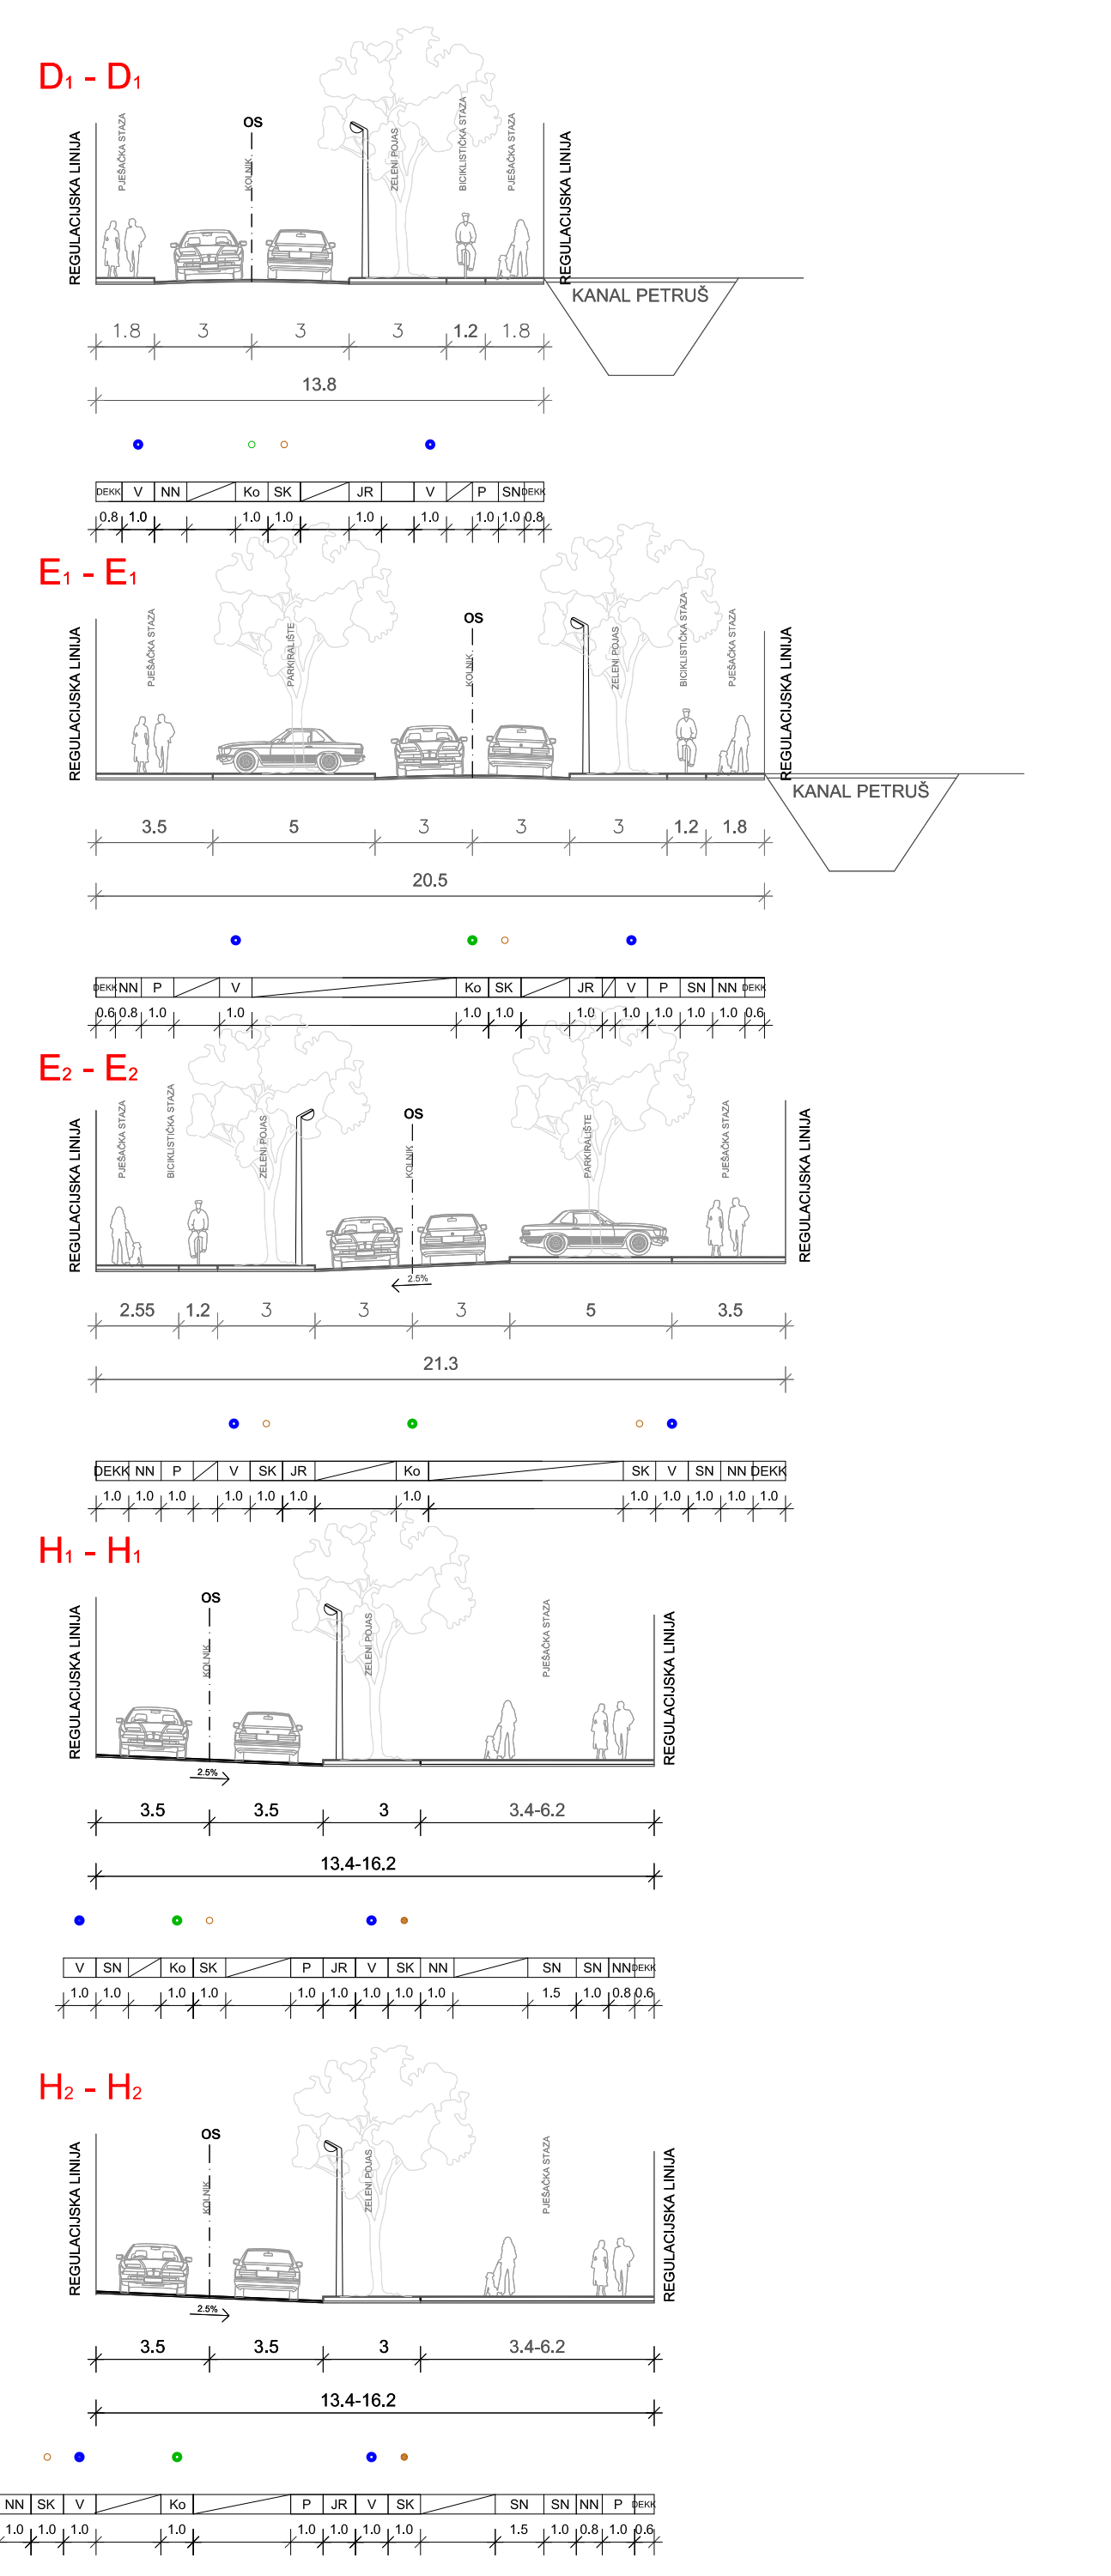 D1 - D1
REGULACIJSKA LINIJA
PJEŠAČKA STAZA
OS
KOLNIK
ZELENI POJAS
BICIKLISTIČKA STAZA
PJEŠAČKA STAZA
REGULACIJSKA LINIJA
KANAL PETRUŠ
1.8 3 3 3 1.2 1.8
13.8
DEKK V NN Ko SK JR V P SN DEKK
0.8 1.0 1.0 1.0 1.0 1.0 1.0 1.0 0.8
E1 - E1
REGULACIJSKA LINIJA
PJEŠAČKA STAZA
PARKIRALIŠTE
OS
KOLNIK
ZELENI POJAS
BICIKLISTIČKA STAZA
PJEŠAČKA STAZA
REGULACIJSKA LINIJA
KANAL PETRUŠ
3.5 5 3 3 3 1.2 1.8
20.5
DEKK NN P V Ko SK JR V P SN NN DEKK
0.6 0.8 1.0 1.0 1.0 1.0 1.0 1.0 1.0 1.0 1.0 0.6
E2 - E2
REGULACIJSKA LINIJA
PJEŠAČKA STAZA
BICIKLISTIČKA STAZA
ZELENI POJAS
OS
KOLNIK
PARKIRALIŠTE
PJEŠAČKA STAZA
REGULACIJSKA LINIJA
2.5%
2.55 1.2 3 3 3 5 3.5
21.3
DEKK NN P V SK JR Ko SK V SN NN DEKK
1.0 1.0 1.0 1.0 1.0 1.0 1.0 1.0 1.0 1.0 1.0 1.0
H1 - H1
REGULACIJSKA LINIJA
OS
KOLNIK
ZELENI POJAS
PJEŠAČKA STAZA
REGULACIJSKA LINIJA
2.5%
3.5 3.5 3 3.4-6.2
13.4-16.2
V SN Ko SK P JR V SK NN SN SN NN DEKK
1.0 1.0 1.0 1.0 1.0 1.0 1.0 1.0 1.0 1.5 1.0 0.8 0.6
H2 - H2
REGULACIJSKA LINIJA
OS
KOLNIK
ZELENI POJAS
PJEŠAČKA STAZA
REGULACIJSKA LINIJA
2.5%
3.5 3.5 3 3.4-6.2
13.4-16.2
NN SK V Ko P JR V SK SN SN NN P DEKK
1.0 1.0 1.0 1.0 1.0 1.0 1.0 1.0 1.5 1.0 0.8 1.0 0.6